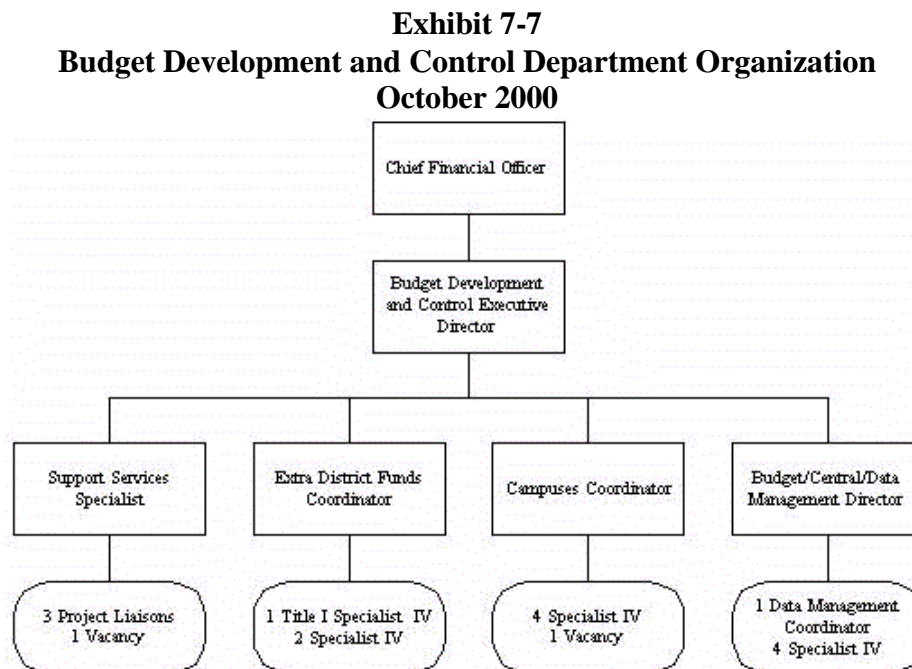 Exhibit 7-7
Budget Development and Control Department Organization
October 2000
Chief Financial Officer
Budget Development
and Control Executive
Director
Support Services
Specialist
Extra District Funds
Coordinator
Campuses Coordinator
Budget/Central/Data
Management Director
3 Project Liaisons
1 Vacancy
1 Title I Specialist IV
2 Specialist IV
4 Specialist IV
1 Vacancy
1 Data Management
Coordinator
4 Specialist IV